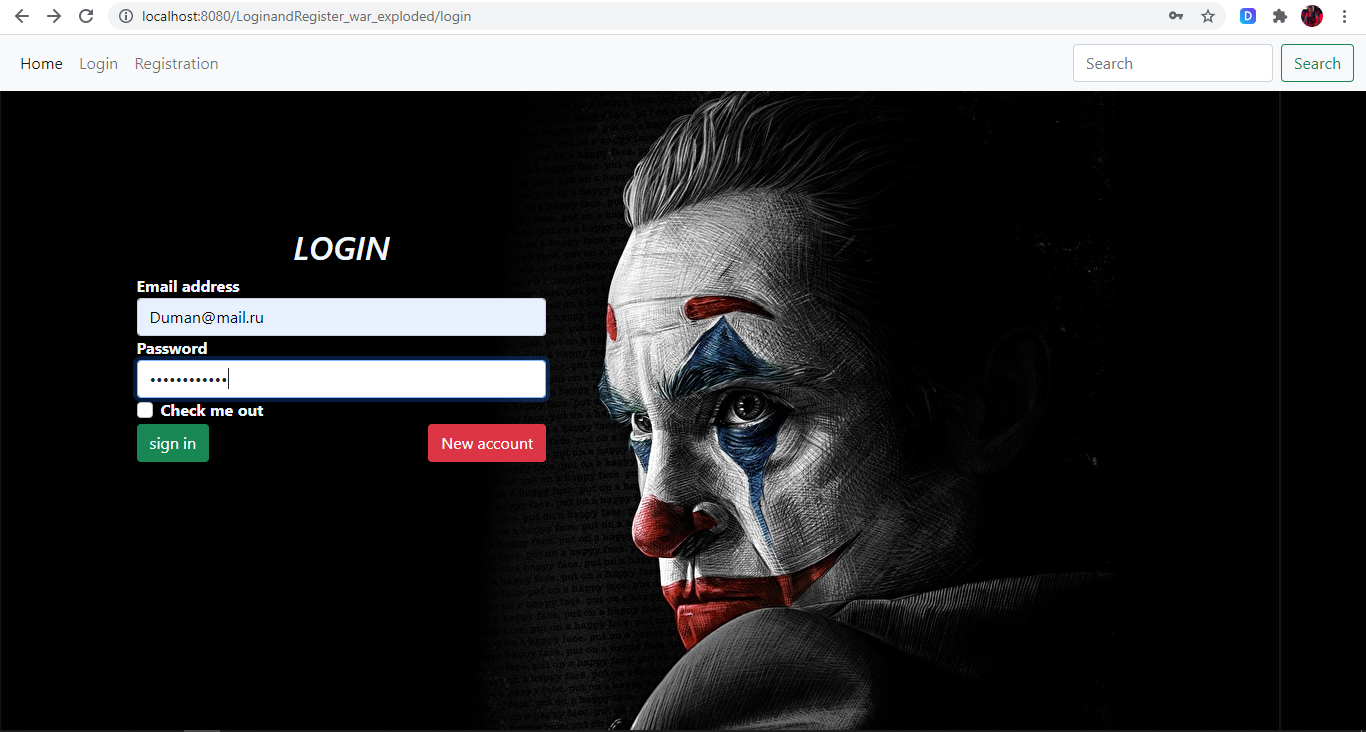 localhost:8080/LoginandRegister_war_exploded/login
Home Login Registration Search Search
LOGIN
Email address
Duman@mail.ru
Password
••••••••••••
Check me out
sign in New account